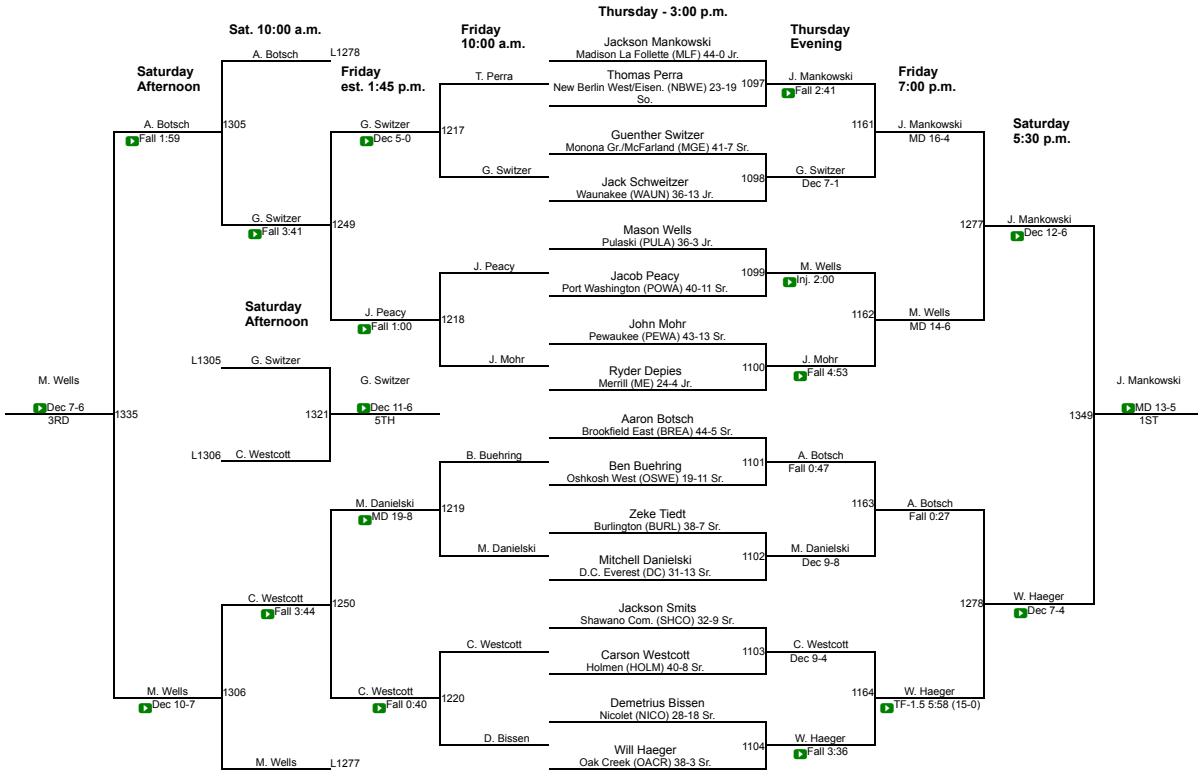 Thursday - 3:00 p.m.
Sat. 10:00 a.m.
Friday
10:00 a.m.
Thursday
Evening
Jackson Mankowski
Madison La Follette (MLF) 44-0 Jr.
A. Botsch
L1278
Saturday
Afternoon
Friday
est. 1:45 p.m.
Friday
7:00 p.m.
T. Perra
Thomas Perra
New Berlin West/Eisen. (NBWE) 23-19
So.
1097
J. Mankowski
Fall 2:41
A. Botsch
Fall 1:59
1305
G. Switzer
Dec 5-0
1217
Guenther Switzer
Monona Gr./McFarland (MGE) 41-7 Sr.
1161
J. Mankowski
MD 16-4
Saturday
5:30 p.m.
G. Switzer
Jack Schweitzer
Waunakee (WAUN) 36-13 Jr.
1098
G. Switzer
Dec 7-1
G. Switzer
Fall 3:41
1249
Mason Wells
Pulaski (PULA) 36-3 Jr.
1277
J. Mankowski
Dec 12-6
J. Peacy
Jacob Peacy
Port Washington (POWA) 40-11 Sr.
1099
M. Wells
Inj. 2:00
Saturday
Afternoon
J. Peacy
Fall 1:00
1218
John Mohr
Pewaukee (PEWA) 43-13 Sr.
1162
M. Wells
MD 14-6
L1305
G. Switzer
J. Mohr
Ryder Depies
Merrill (ME) 24-4 Jr.
1100
J. Mohr
Fall 4:53
M. Wells
Dec 7-6
3RD
1335
1321
G. Switzer
Dec 11-6
5TH
Aaron Botsch
Brookfield East (BREA) 44-5 Sr.
1349
J. Mankowski
MD 13-5
1ST
L1306
C. Westcott
B. Buehring
Ben Buehring
Oshkosh West (OSWE) 19-11 Sr.
1101
A. Botsch
Fall 0:47
M. Danielski
MD 19-8
1219
Zeke Tiedt
Burlington (BURL) 38-7 Sr.
1163
A. Botsch
Fall 0:27
M. Danielski
Mitchell Danielski
D.C. Everest (DC) 31-13 Sr.
1102
M. Danielski
Dec 9-8
C. Westcott
Fall 3:44
1250
Jackson Smits
Shawano Com. (SHCO) 32-9 Sr.
1278
W. Haeger
Dec 7-4
C. Westcott
Carson Westcott
Holmen (HOLM) 40-8 Sr.
1103
C. Westcott
Dec 9-4
M. Wells
Dec 10-7
1306
C. Westcott
Fall 0:40
1220
Demetrius Bissen
Nicolet (NICO) 28-18 Sr.
1164
W. Haeger
TF-1.5 5:58 (15-0)
D. Bissen
Will Haeger
Oak Creek (OACR) 38-3 Sr.
1104
W. Haeger
Fall 3:36
M. Wells
L1277